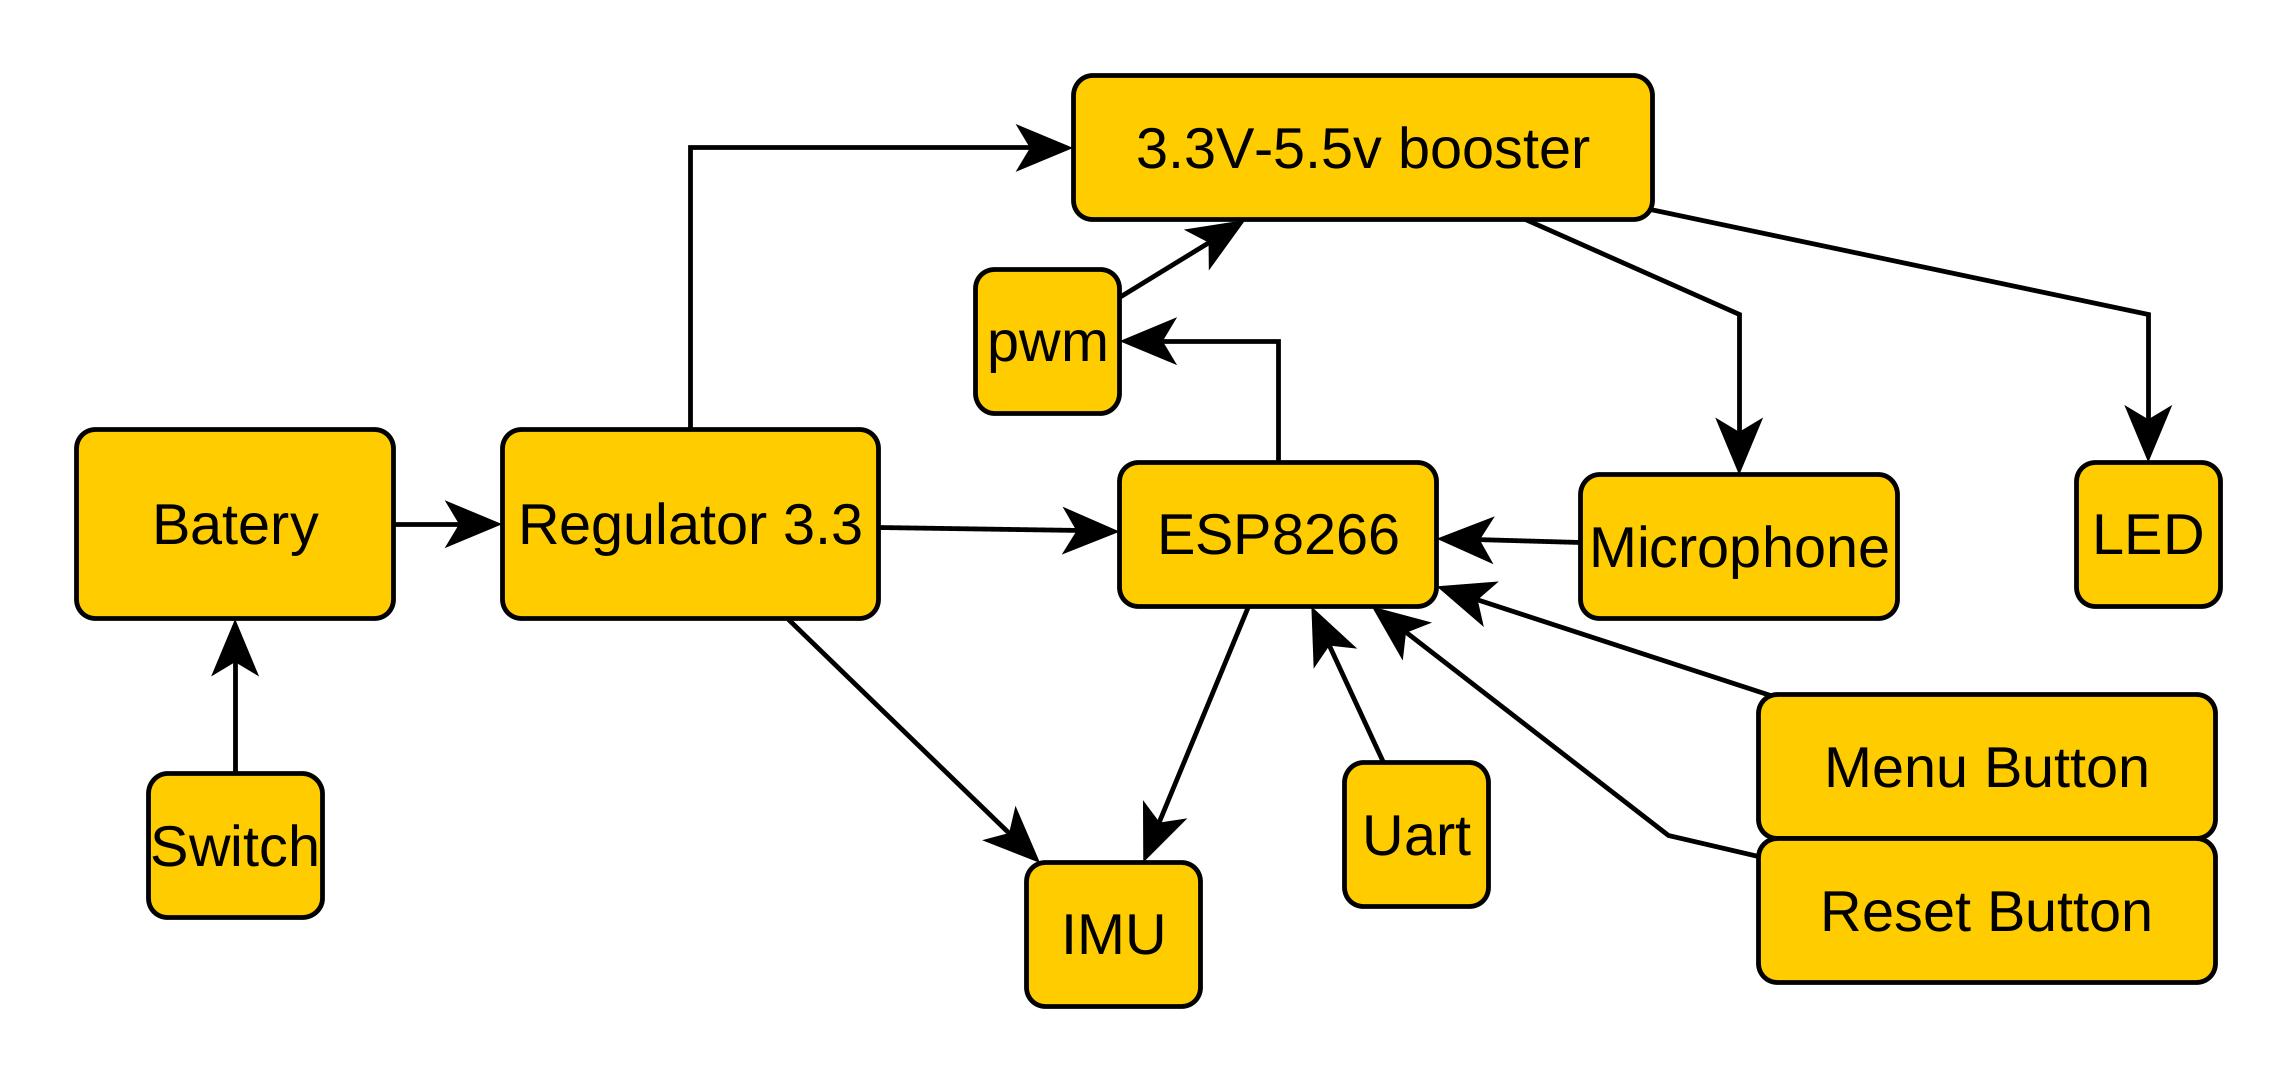 3.3V-5.5v booster
pwm
Batery
Regulator 3.3
ESP8266
Microphone
LED
Switch
IMU
Uart
Menu Button
Reset Button